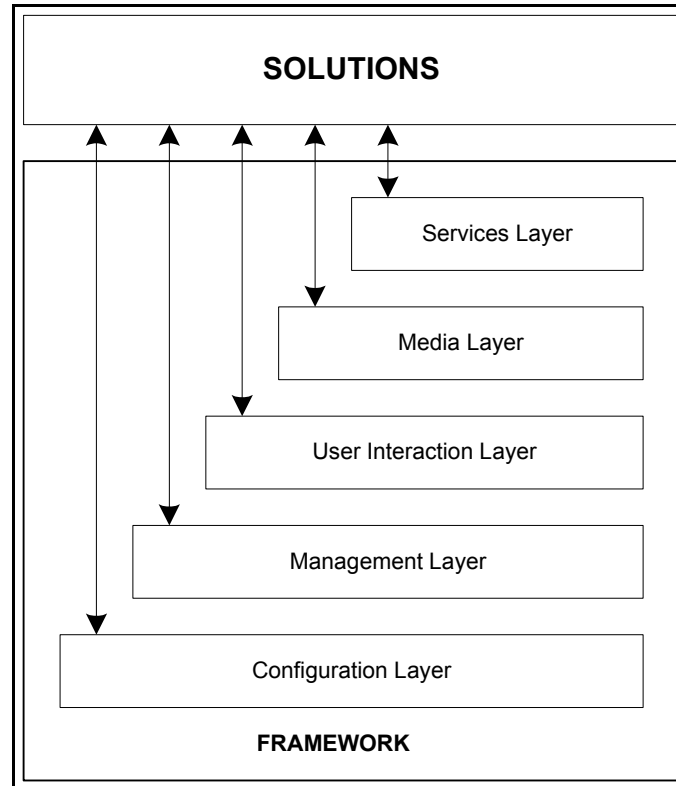 SOLUTIONS
Services Layer
Media Layer
User Interaction Layer
Management Layer
Configuration Layer
FRAMEWORK